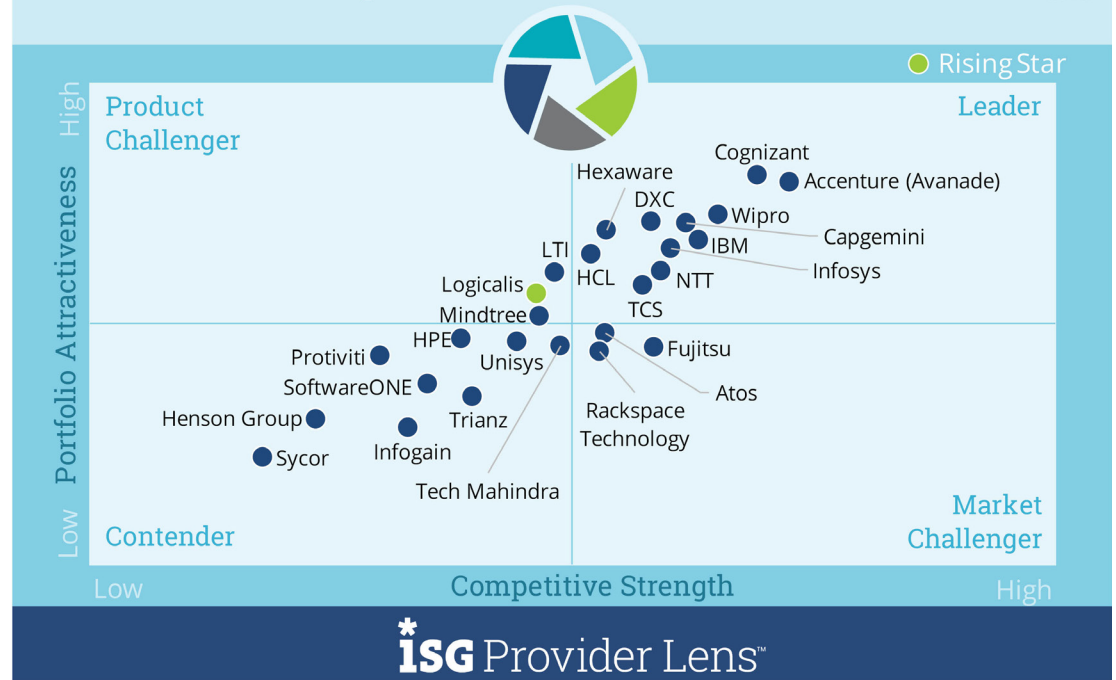 Rising Star
High
Product
Challenger
Leader
Cognizant
Hexaware
Accenture (Avanade)
DXC
Wipro
Capgemini
LTI
IBM
Infosys
HCL
NTT
Logicalis
TCS
Mindtree
HPE
Fujitsu
Protiviti
Unisys
SoftwareONE
Atos
Rackspace
Technology
Henson Group
Trianz
Infogain
Sycor
Tech Mahindra
Portfolio Attractiveness
Low
Contender
Market
Challenger
Low
Competitive Strength
High
*ISG Provider Lens™